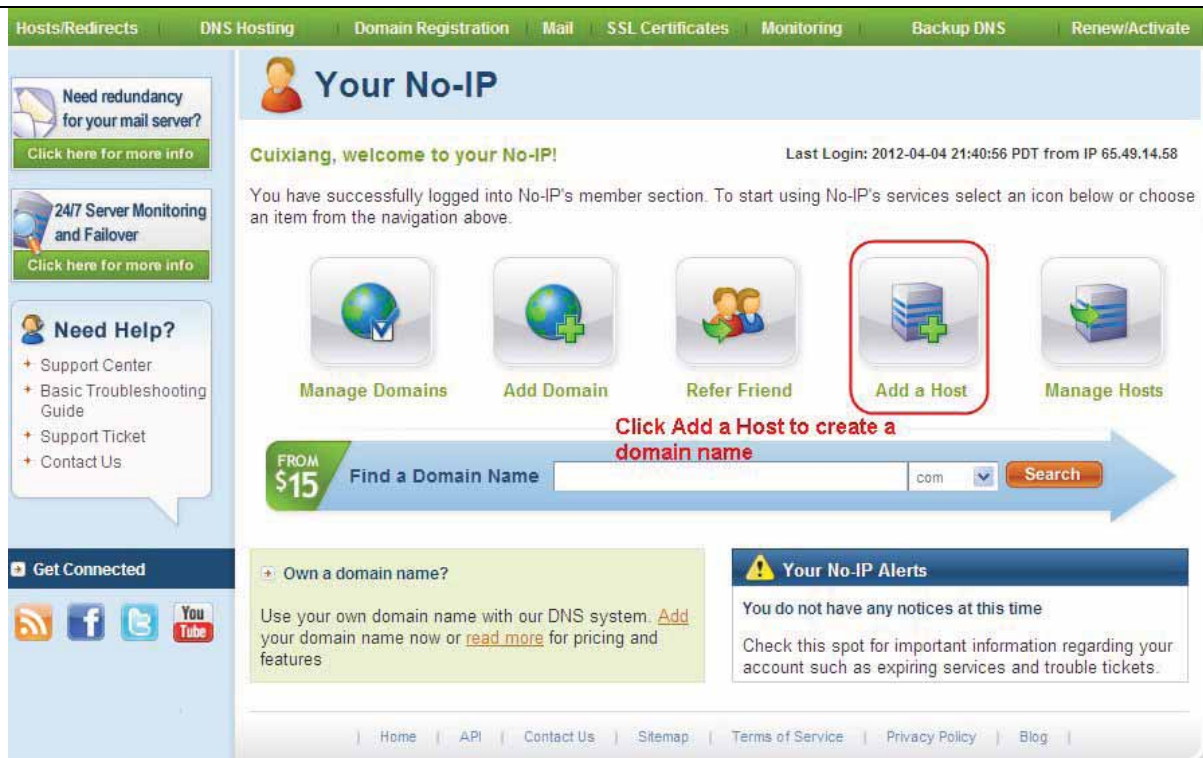 Hosts/Redirects DNS Hosting Domain Registration Mail SSL Certificates Monitoring Backup DNS Renew/Activate
Need redundancy
for your mail server?
Click here for more info
24/7 Server Monitoring
and Failover
Click here for more info
Need Help?
Support Center
Basic Troubleshooting
Guide
Support Ticket
Contact Us
Get Connected
You
Tube
Your No-IP
Cuixiang, welcome to your No-IP!
Last Login: 2012-04-04 21:40:56 PDT from IP 65.49.14.58
You have successfully logged into No-IP's member section. To start using No-IP's services select an icon below or choose
an item from the navigation above.
Manage Domains
Add Domain
Refer Friend
Add a Host
Manage Hosts
Click Add a Host to create a
domain name
FROM
$15
Find a Domain Name
com
Search
Own a domain name?
Use your own domain name with our DNS system. Add
your domain name now or read more for pricing and
features
Your No-IP Alerts
You do not have any notices at this time
Check this spot for important information regarding your
account such as expiring services and trouble tickets.
| Home | API | Contact Us | Sitemap | Terms of Service | Privacy Policy | Blog |